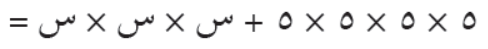 ٥ × ٥ × ٥ × ٥ + س × س × س =